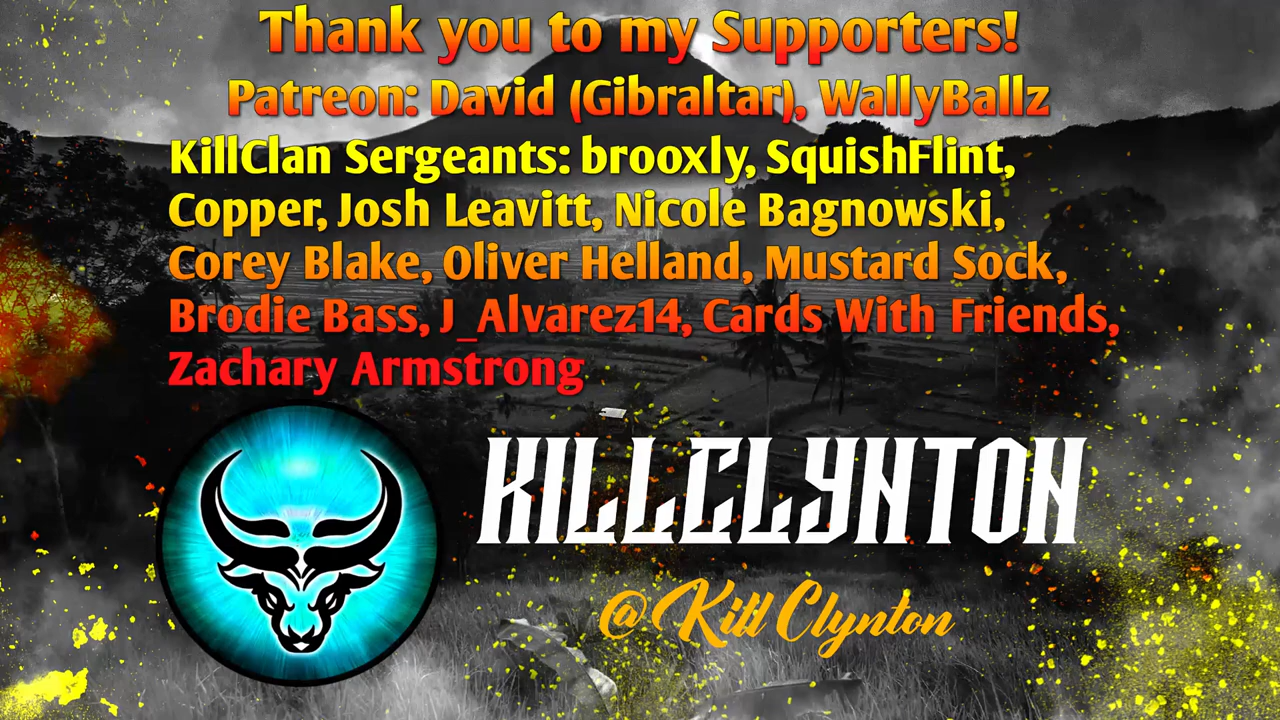 Thank you to my Supporters!
Patreon: David (Gibraltar), WallyBallz
KillClan Sergeants: brooxly, SquishFlint,
Copper, Josh Leavitt, Nicole Bagnowski,
Corey Blake, Oliver Helland, Mustard Sock,
Brodie Bass, J_Alvarez14, Cards With Friends,
Zachary Armstrong
KILLCLYNTON
@KillClynton